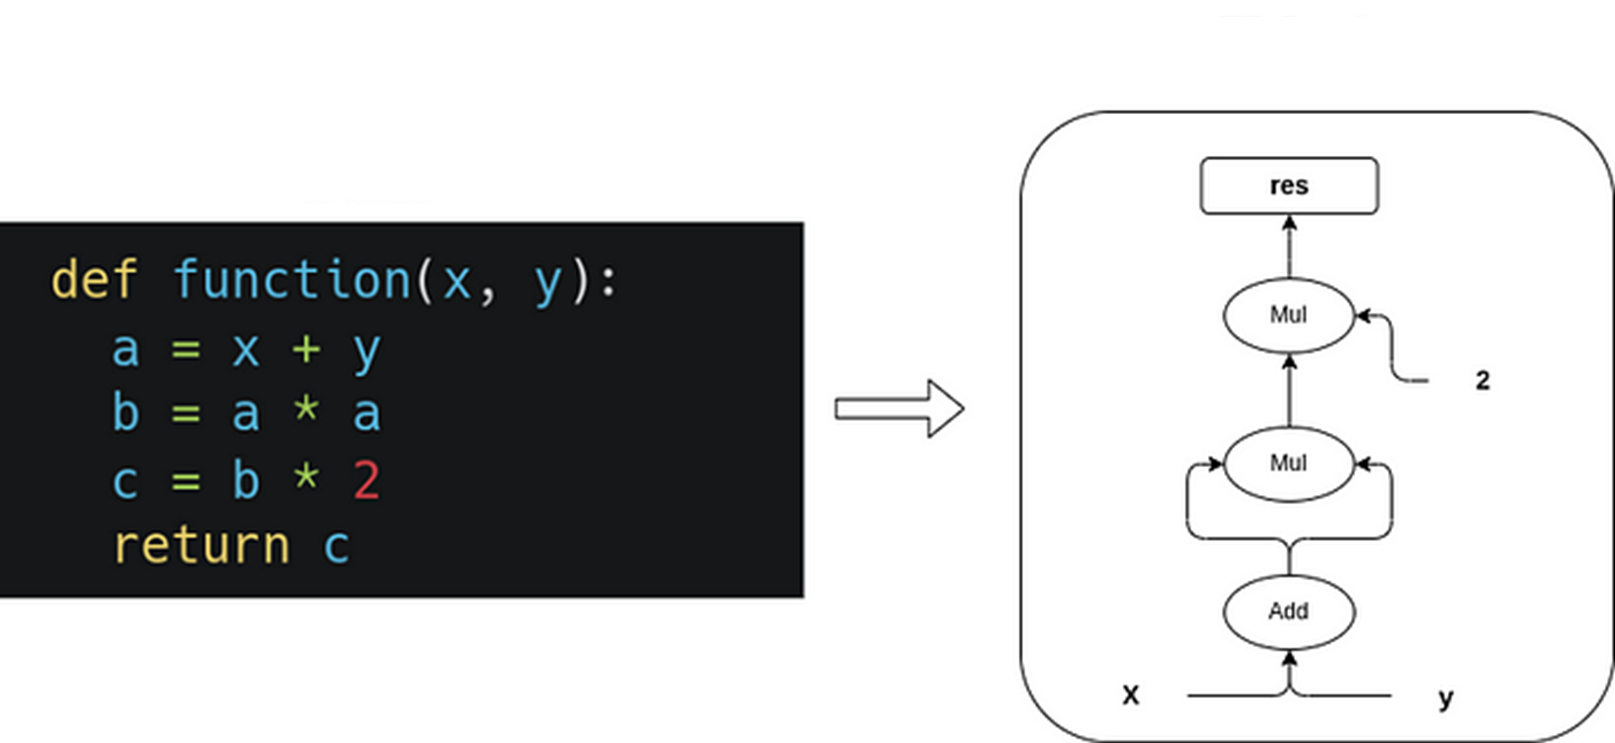 def function(x, y):
  a = x + y
  b = a * a
  c = b * 2
  return c
res
Mul
2
Mul
Add
X y